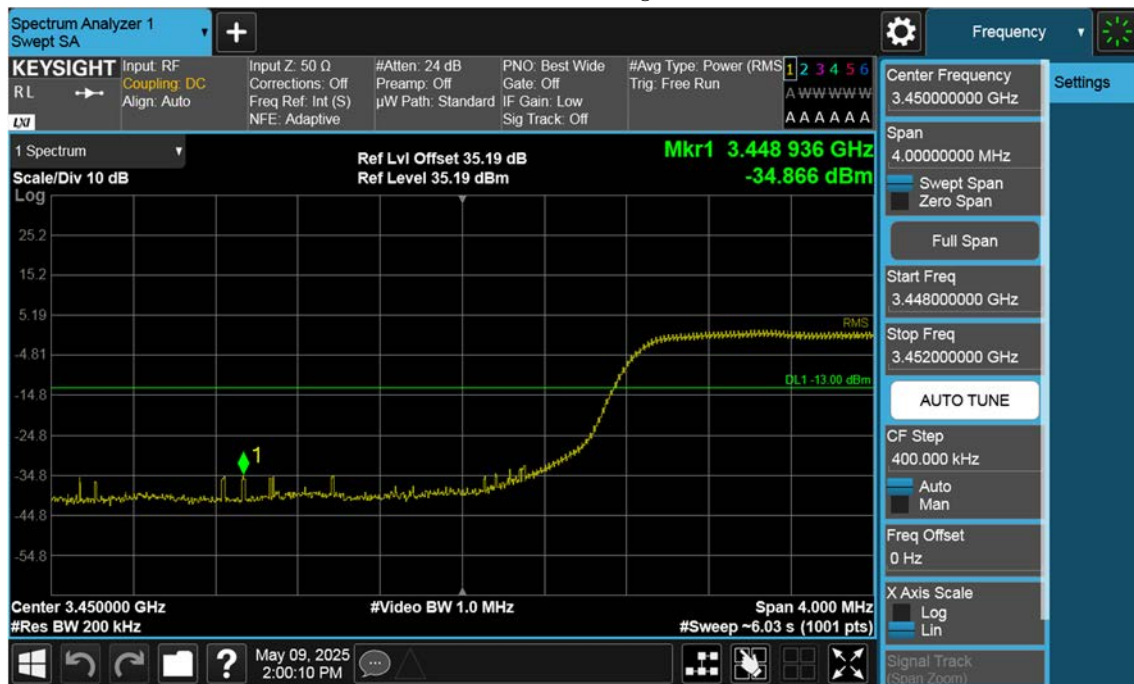 Spectrum Analyzer 1
Swept SA
Frequency
KEYSIGHT
RL
LXI
Input: RF
Coupling: DC
Align: Auto
Input Z: 50 Ω
Corrections: Off
Freq Ref: Int (S)
NFE: Adaptive
#Atten: 24 dB
Preamp: Off
µW Path: Standard
PNO: Best Wide
Gate: Off
IF Gain: Low
Sig Track: Off
#Avg Type: Power (RMS
Trig: Free Run
1 2 3 4 5 6
A W W W W W
A A A A A A
1 Spectrum
Scale/Div 10 dB
Ref Lvl Offset 35.19 dB
Ref Level 35.19 dBm
Mkr1 3.448 936 GHz
-34.866 dBm
Log
25.2
15.2
5.19
-4.81
-14.8
-24.8
-34.8
-44.8
-54.8
RMS
DL1 -13.00 dBm
1
Center 3.450000 GHz
#Res BW 200 kHz
#Video BW 1.0 MHz
Span 4.000 MHz
#Sweep ~6.03 s (1001 pts)
Center Frequency
3.450000000 GHz
Span
4.00000000 MHz
Swept Span
Zero Span
Full Span
Start Freq
3.448000000 GHz
Stop Freq
3.452000000 GHz
AUTO TUNE
CF Step
400.000 kHz
Auto
Man
Freq Offset
0 Hz
X Axis Scale
Log
Lin
Signal Track
(Span Zoom)
Settings
?
May 09, 2025
2:00:10 PM